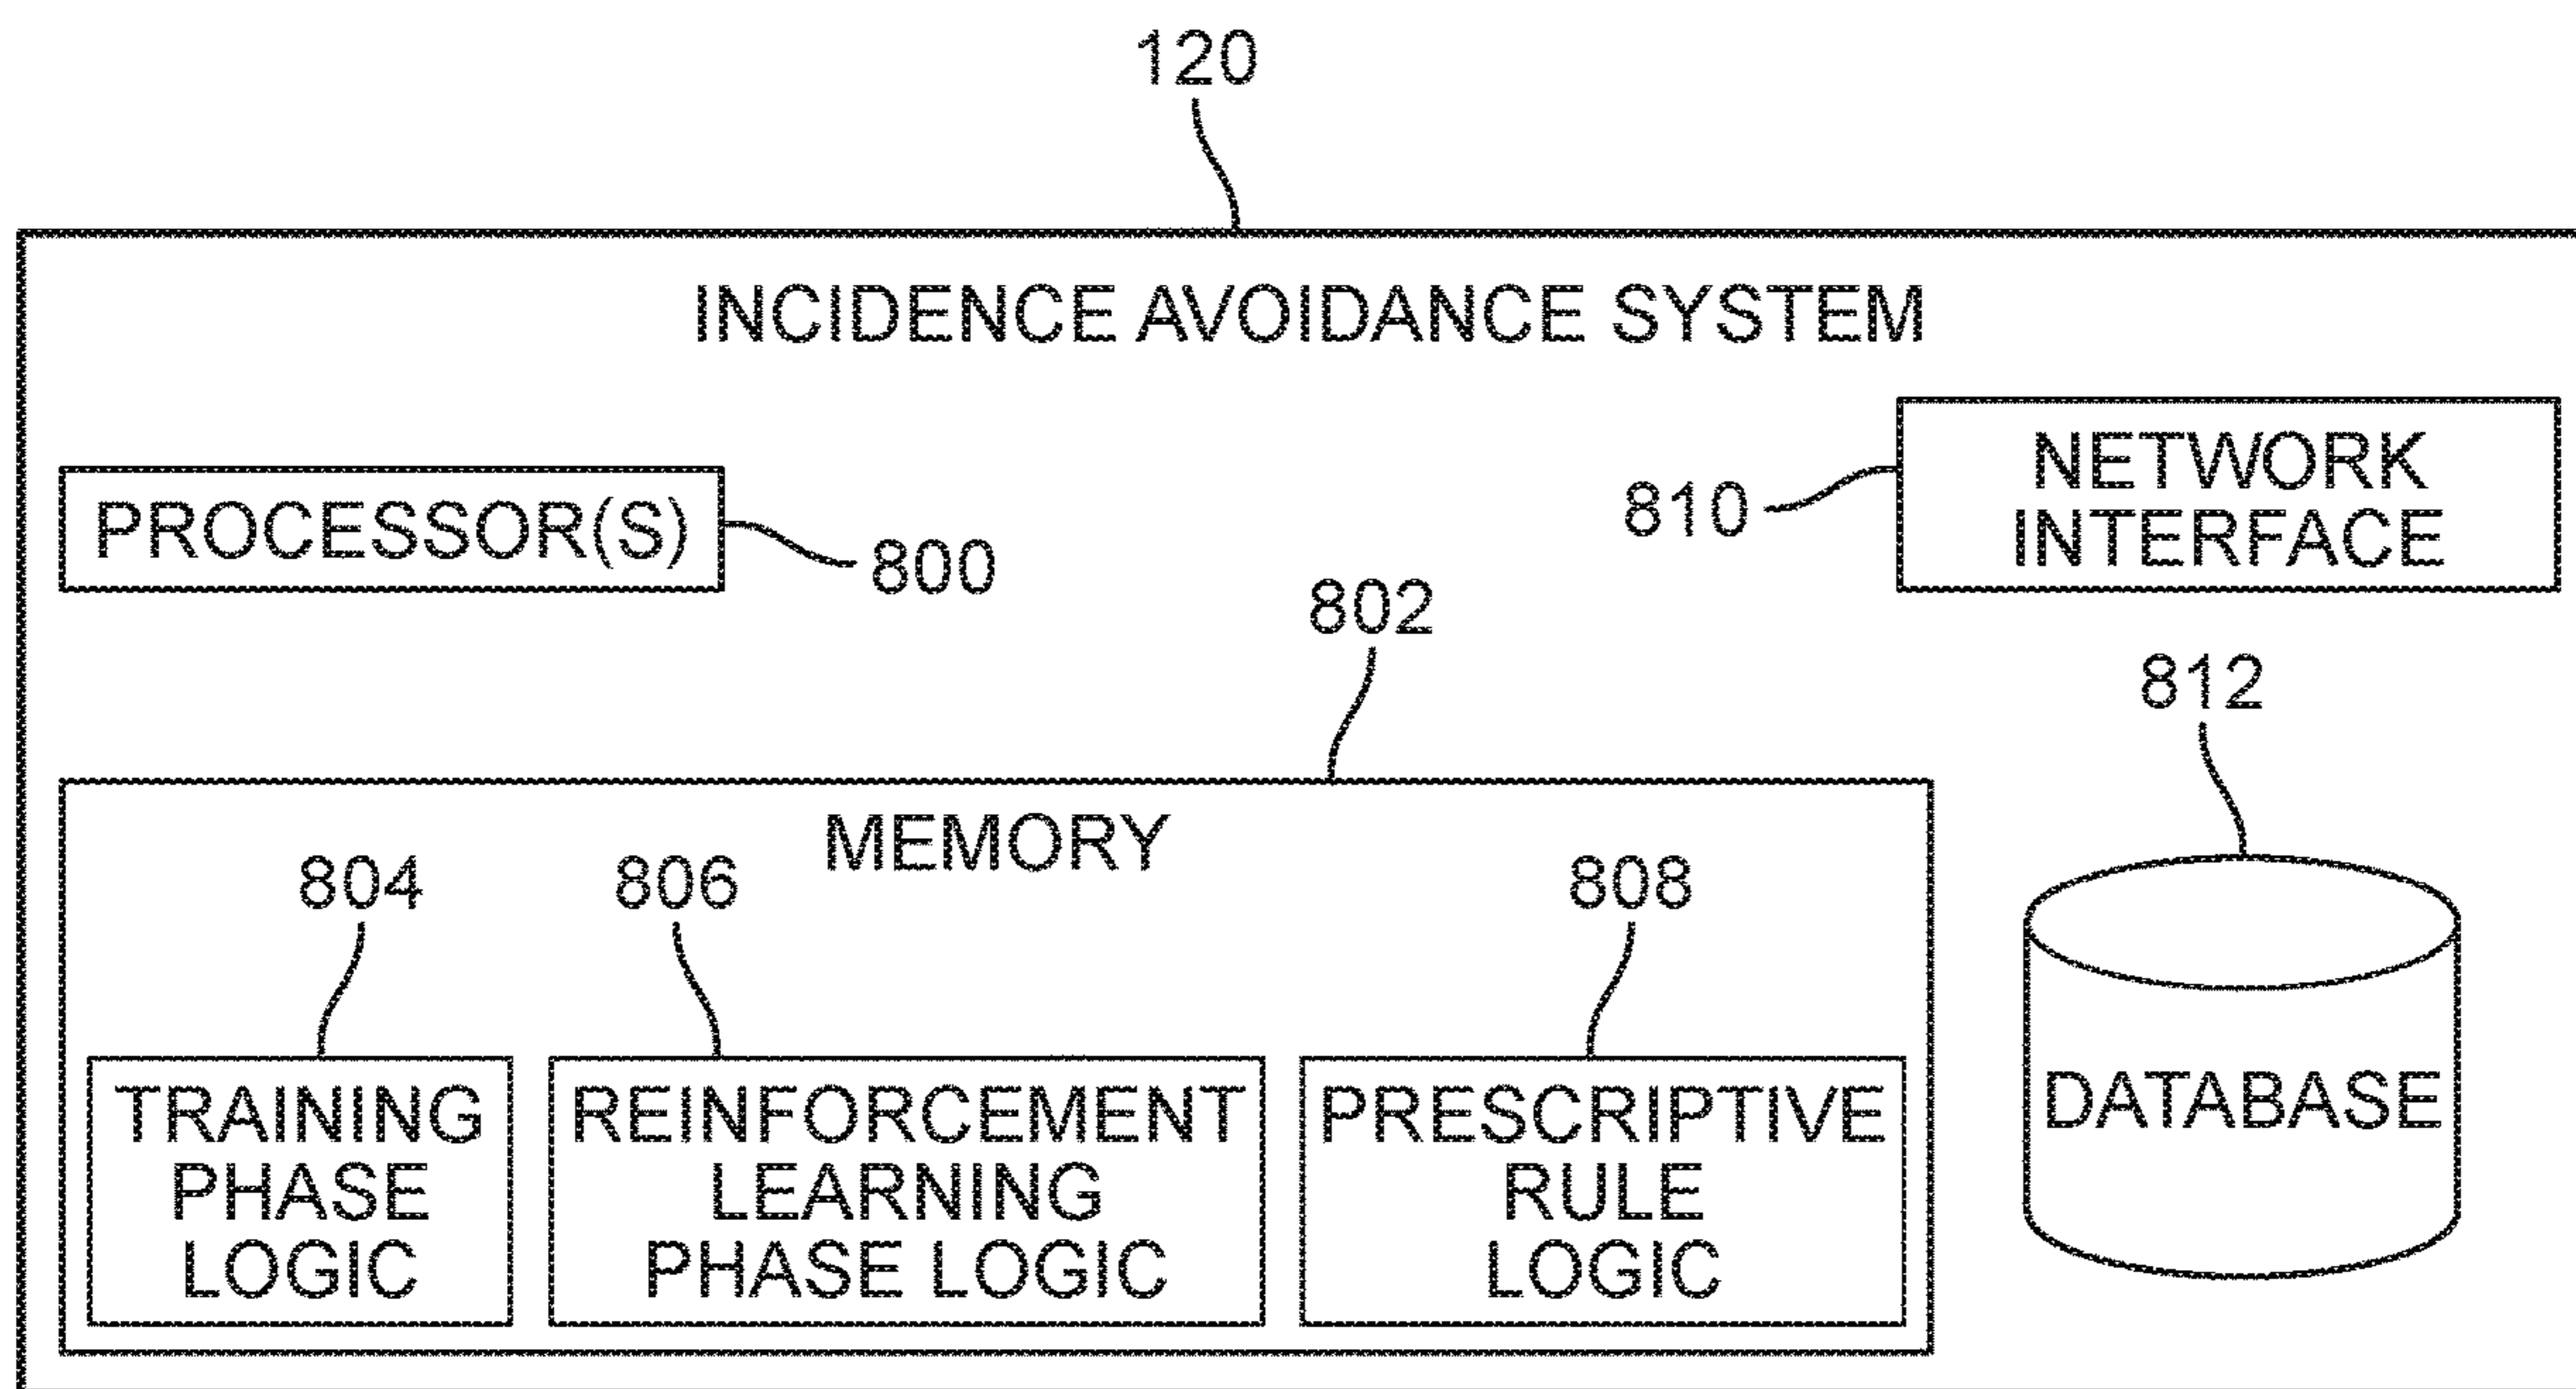 120
INCIDENCE AVOIDANCE SYSTEM
PROCESSOR(S)
800
810
NETWORK
INTERFACE
802
812
MEMORY
804
806
808
TRAINING
PHASE
LOGIC
REINFORCEMENT
LEARNING
PHASE LOGIC
PRESCRIPTIVE
RULE
LOGIC
DATABASE